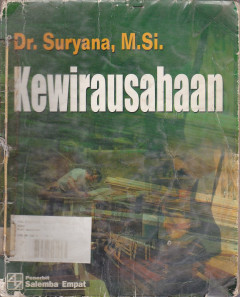 Dr. Suryana, M.Si.
Kewirausahaan
Penerbit
Salemba Empat